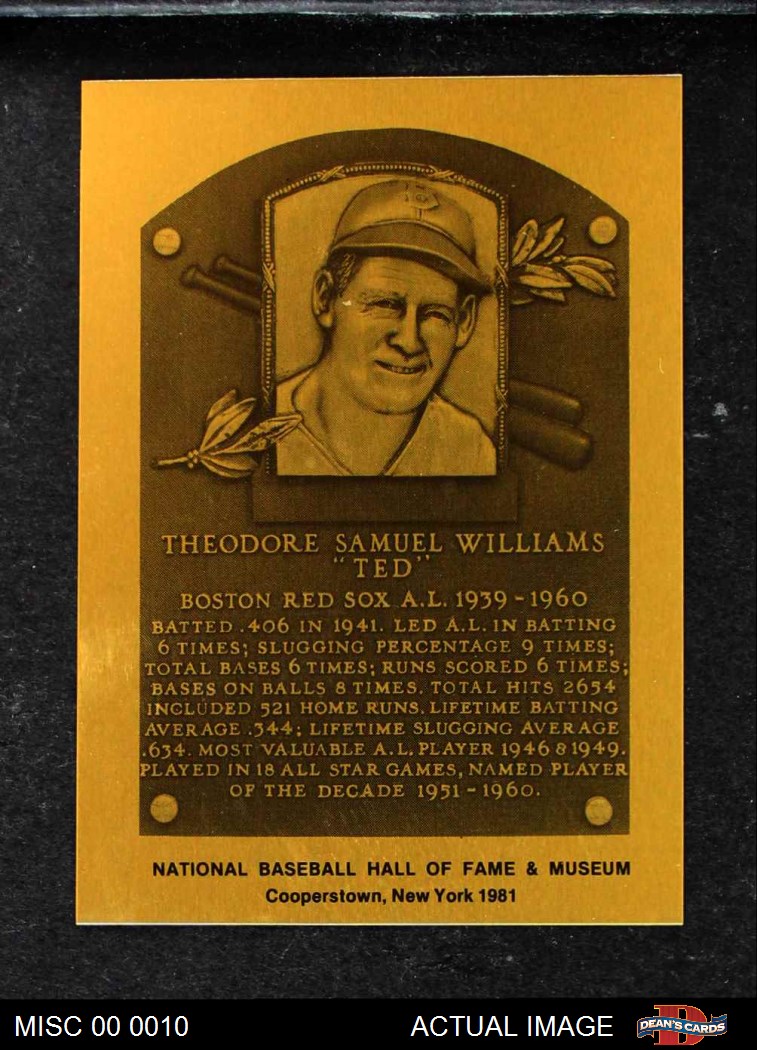 B
THEODORE SAMUEL WILLIAMS
"TED"
BOSTON RED SOX A.L. 1939-1960
BATTED .406 IN 1941. LED A.L. IN BATTING
6 TIMES; SLUGGING PERCENTAGE 9 TIMES;
TOTAL BASES 6 TIMES; RUNS SCORED 6 TIMES;
BASES ON BALLS 8 TIMES. TOTAL HITS 2654
INCLUDED 521 HOME RUNS. LIFETIME BATTING
AVERAGE .344; LIFETIME SLUGGING AVERAGE
.634. MOST VALUABLE A.L. PLAYER 1946 & 1949.
PLAYED IN 18 ALL STAR GAMES, NAMED PLAYER
OF THE DECADE 1951-1960.
NATIONAL BASEBALL HALL OF FAME & MUSEUM
Cooperstown, New York 1981
MISC 00 0010
ACTUAL IMAGE
D
DEAN'S CARDS